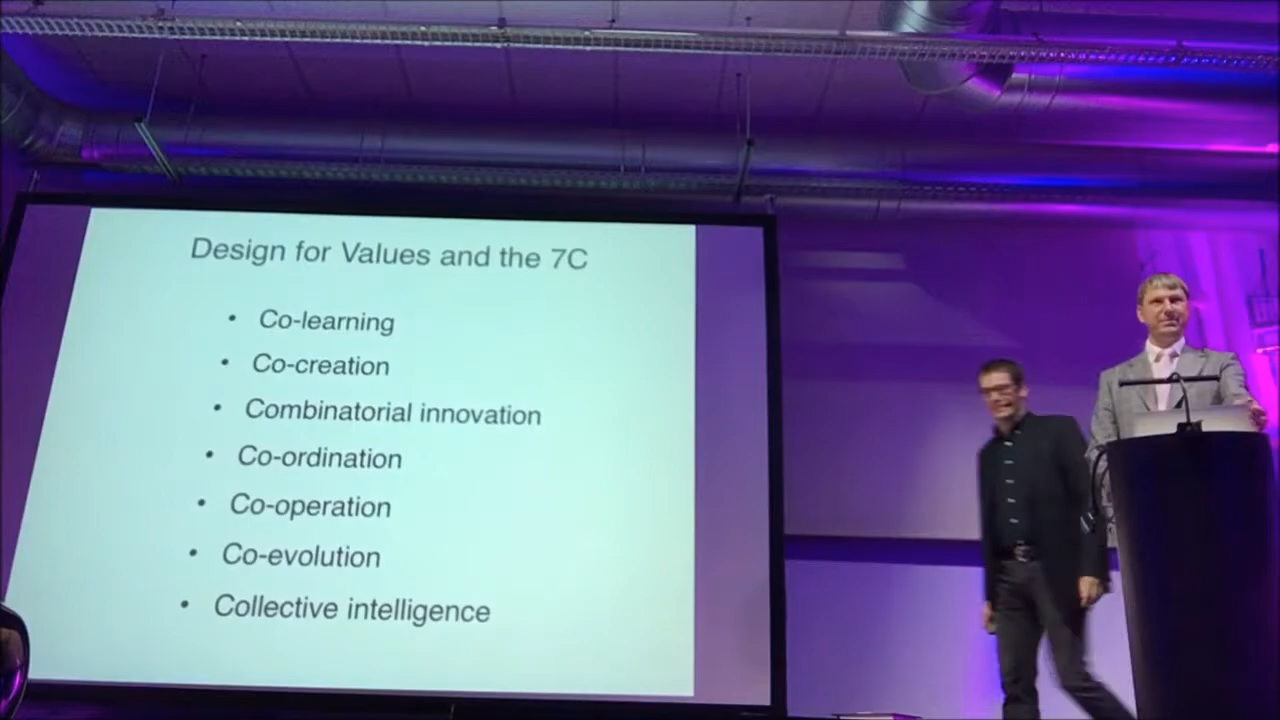 Design for Values and the 7C
• Co-learning
• Co-creation
• Combinatorial innovation
• Co-ordination
• Co-operation
• Co-evolution
• Collective intelligence